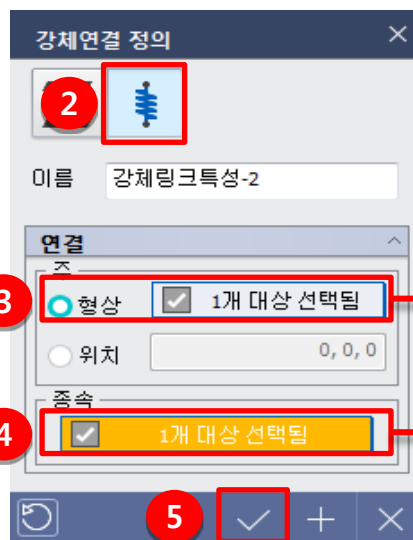 강체연결 정의
2
이름 강체링크특성-2
연결
주
3
형상 1개 대상 선택됨
위치 0, 0, 0
종속
4
1개 대상 선택됨
5